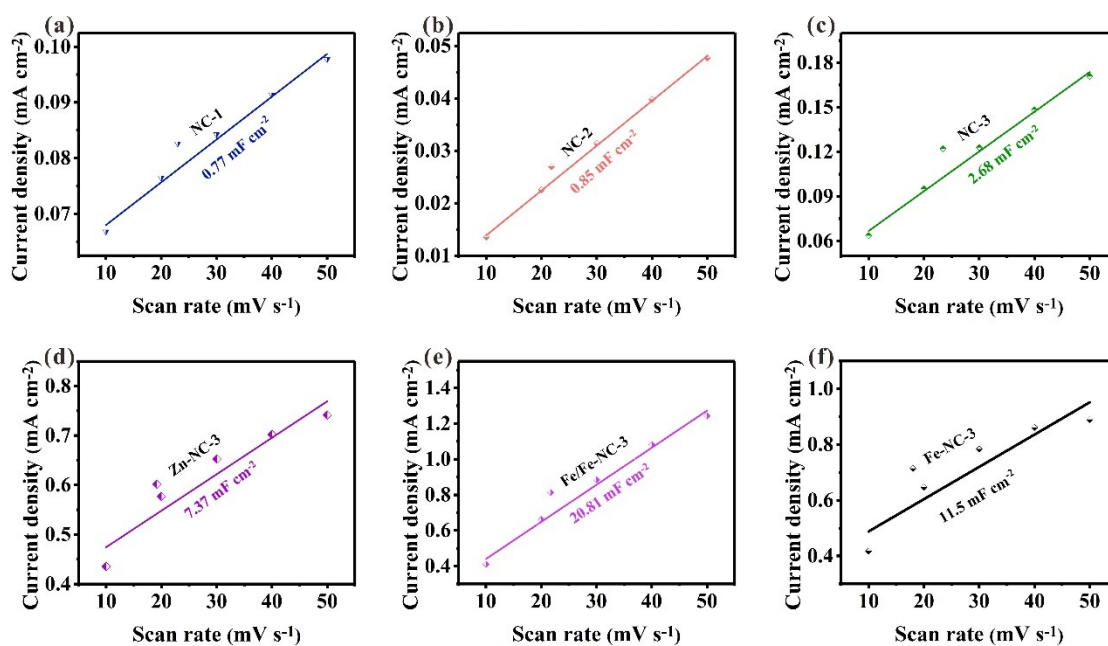 (a)
Current density (mA cm-2)
0.10
0.09
0.08
0.07
NC-1
0.77 mF cm-2
10 20 30 40 50
Scan rate (mV s-1)
(b)
Current density (mA cm-2)
0.05
0.04
0.03
0.02
0.01
NC-2
0.85 mF cm-2
10 20 30 40 50
Scan rate (mV s-1)
(c)
Current density (mA cm-2)
0.18
0.15
0.12
0.09
0.06
NC-3
2.68 mF cm-2
10 20 30 40 50
Scan rate (mV s-1)
(d)
Current density (mA cm-2)
0.8
0.7
0.6
0.5
0.4
Zn-NC-3
7.37 mF cm-2
10 20 30 40 50
Scan rate (mV s-1)
(e)
Current density (mA cm-2)
1.4
1.2
1.0
0.8
0.6
0.4
Fe/Fe-NC-3
20.81 mF cm-2
10 20 30 40 50
Scan rate (mV s-1)
(f)
Current density (mA cm-2)
1.0
0.8
0.6
0.4
Fe-NC-3
11.5 mF cm-2
10 20 30 40 50
Scan rate (mV s-1)